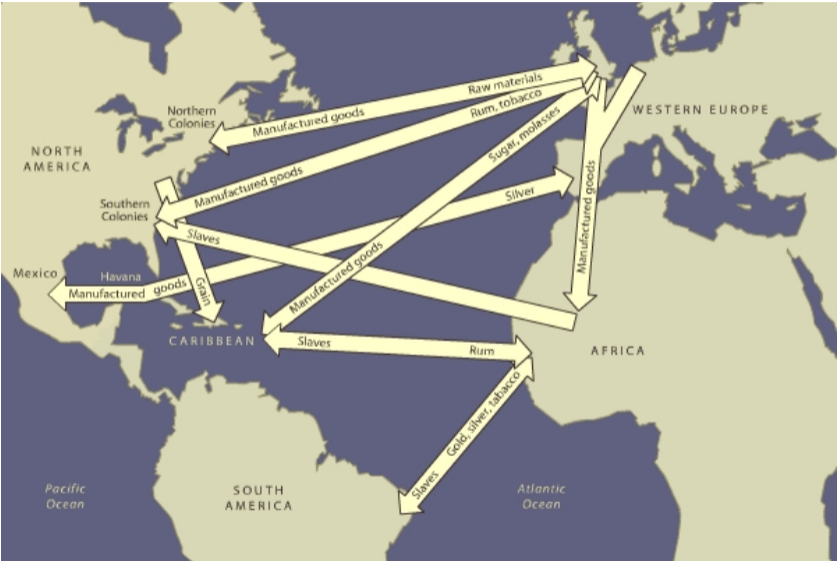 Raw materials
Manufactured goods
Northern
Colonies
Rum, tobacco
Manufactured goods
WESTERN EUROPE
NORTH
AMERICA
Sugar, molasses
Manufactured goods
Silver
Manufactured goods
Southern
Colonies
Slaves
Mexico
Havana
Manufactured goods
Grain
CARIBBEAN
Slaves
Rum
AFRICA
Gold, silver, tobacco
Slaves
Pacific
Ocean
SOUTH
AMERICA
Atlantic
Ocean